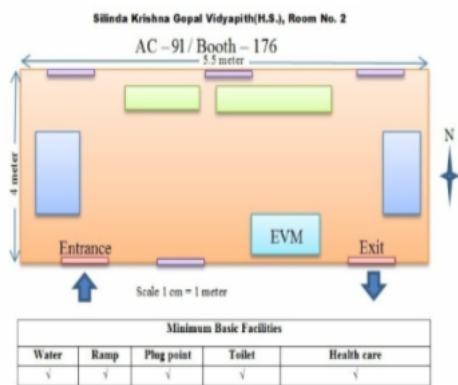 Silinda Krishna Gopal Vidyapith(H.S.), Room No. 2
AC – 91 / Booth – 176
5.5 meter
4 meter
N
EVM
Entrance
Exit
Scale 1 cm = 1 meter
Minimum Basic Facilities
Water Ramp Plug point Toilet Health care
√ √ √ √ √